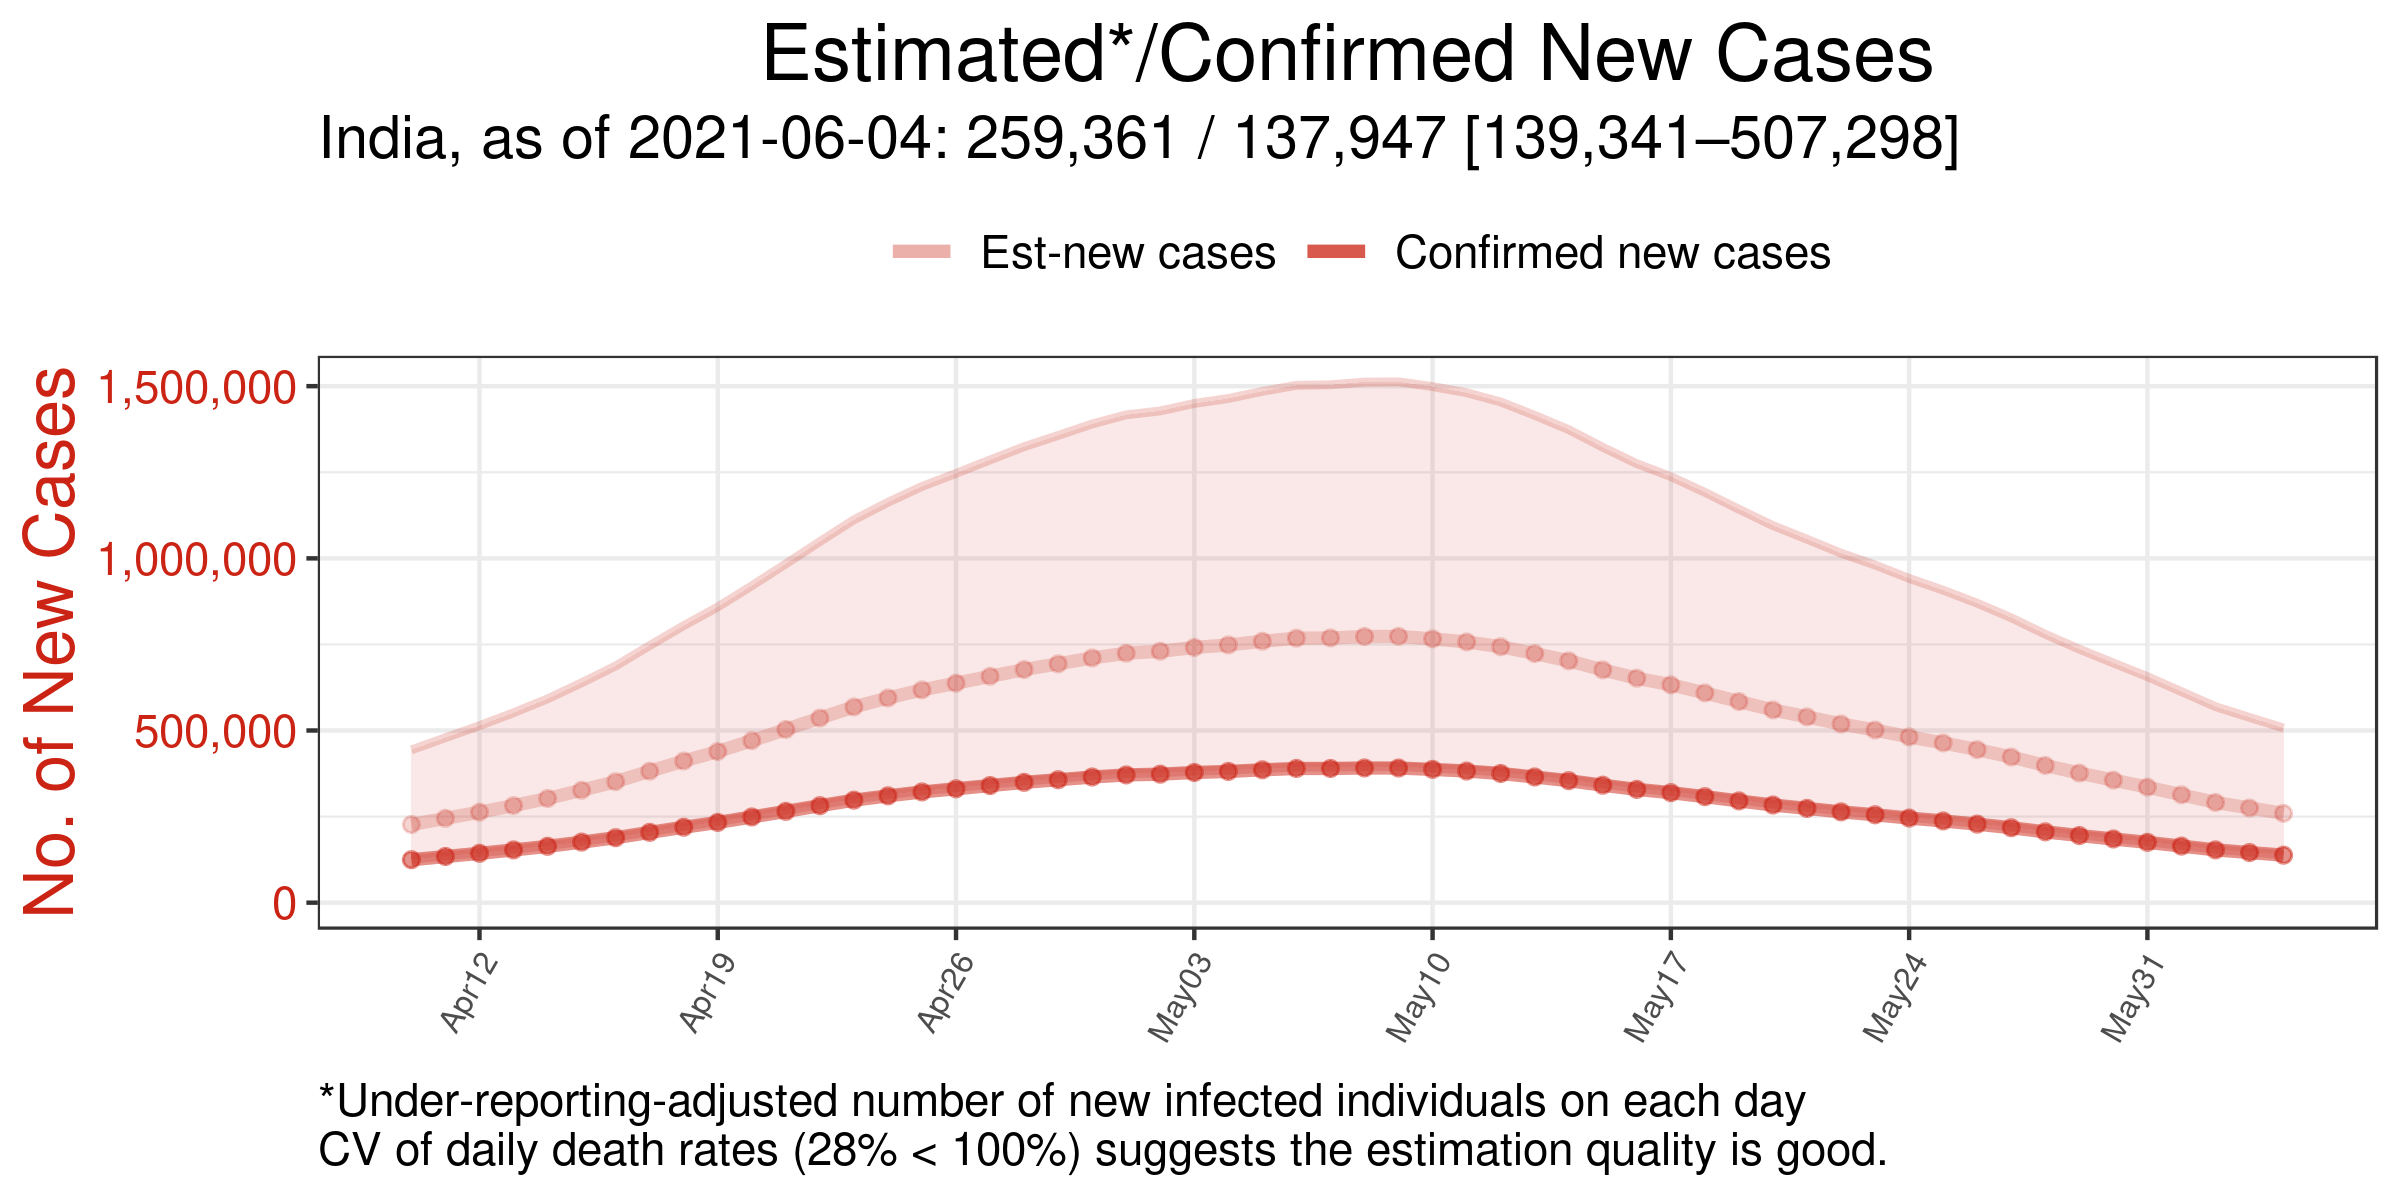 Estimated*/Confirmed New Cases
India, as of 2021-06-04: 259,361 / 137,947 [139,341–507,298]
Est-new cases
Confirmed new cases
No. of New Cases
1,500,000
1,000,000
500,000
0
Apr12
Apr19
Apr26
May03
May10
May17
May24
May31
*Under-reporting-adjusted number of new infected individuals on each day
CV of daily death rates (28% < 100%) suggests the estimation quality is good.